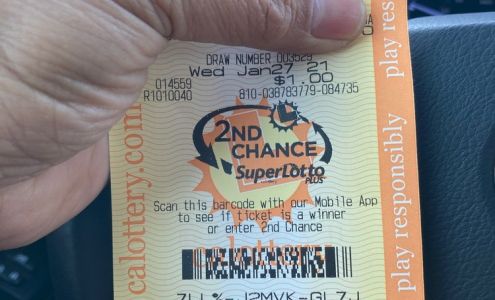 DRAW NUMBER 003529
Wed Jan27 21
014559 $1.00
R1010040 810-038783779-084735
2ND
CHANCE
SuperLotto
PLUS
Scan this barcode with our Mobile App
to see if ticket is a winner
or enter 2nd Chance
calottery.com
play responsibly
play res